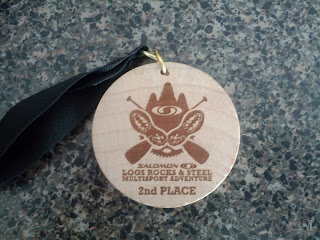 SALOMON
LOGS ROCKS & STEEL
MULTISPORT ADVENTURE
2nd PLACE